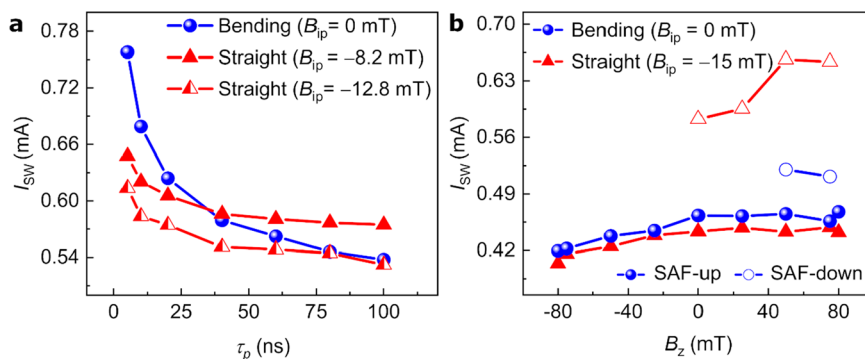 a
0.78
0.72
0.66
0.60
0.54
I_SW (mA)
Bending (B_ip = 0 mT)
Straight (B_ip = −8.2 mT)
Straight (B_ip = −12.8 mT)
0 25 50 75 100
τ_p (ns)
b
0.70
0.63
0.56
0.49
0.42
I_SW (mA)
Bending (B_ip = 0 mT)
Straight (B_ip = −15 mT)
SAF-up SAF-down
-80 -40 0 40 80
B_z (mT)